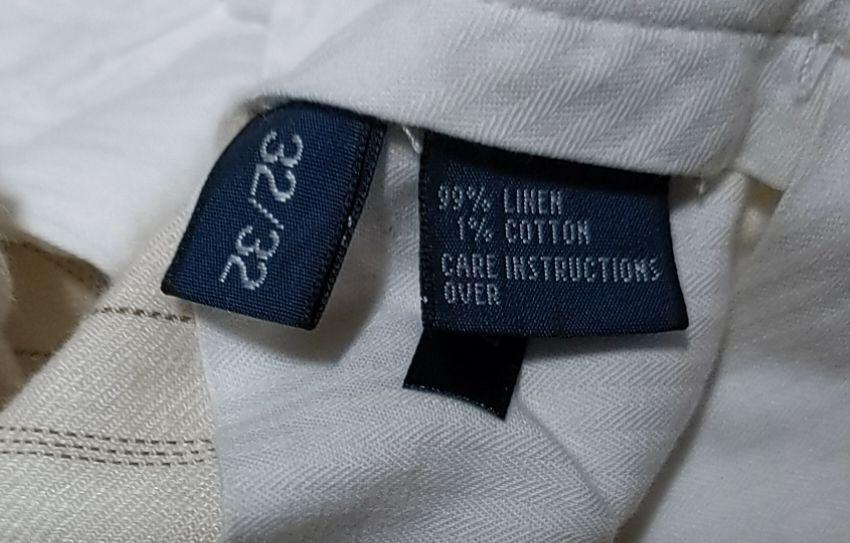 32/32
99% LINEN
1% COTTON
CARE INSTRUCTIONS
OVER